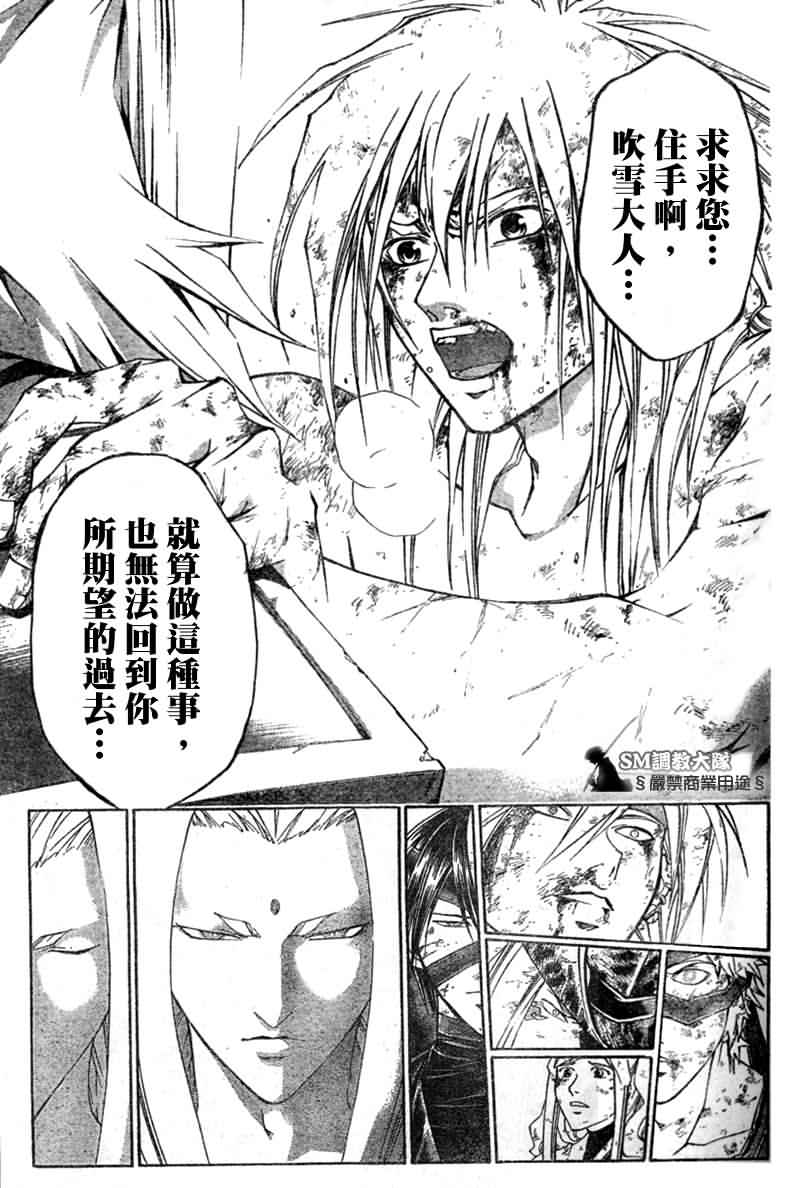 求求您…
住手啊，
吹雪大人…
就算做這種事，
也無法回到你
所期望的過去…
SM調教大隊
§嚴禁商業用途§